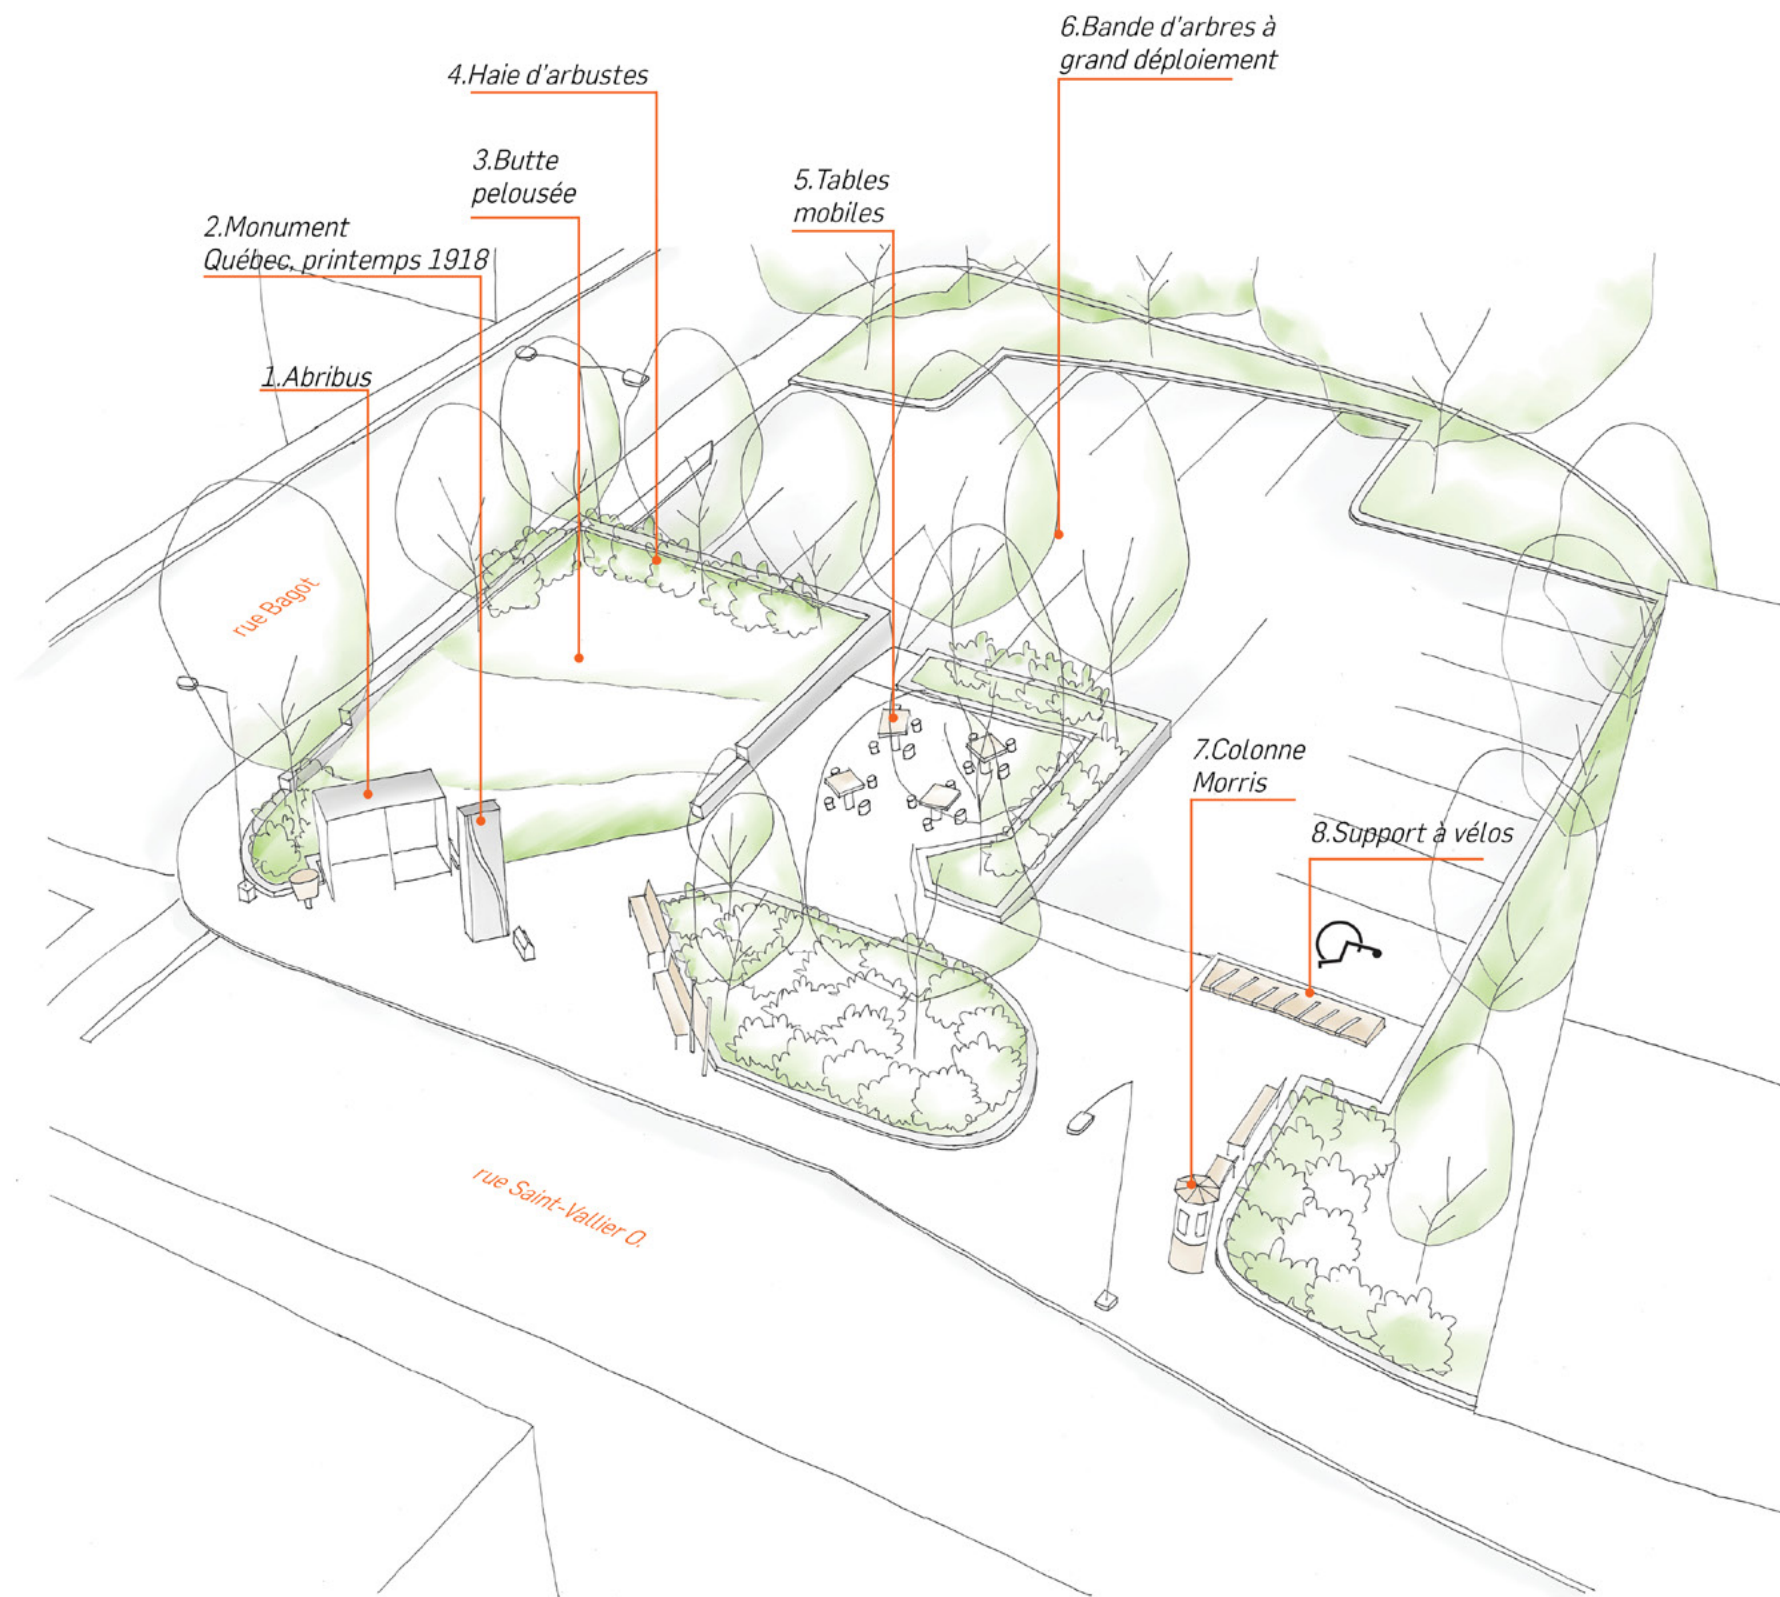 6.Bande d'arbres à
grand déploiement
4.Haie d'arbustes
3.Butte
pelousée
5.Tables
mobiles
2.Monument
Québec, printemps 1918
1.Abribus
rue Bagot
7.Colonne
Morris
8.Support à vélos
rue Saint-Vallier O.